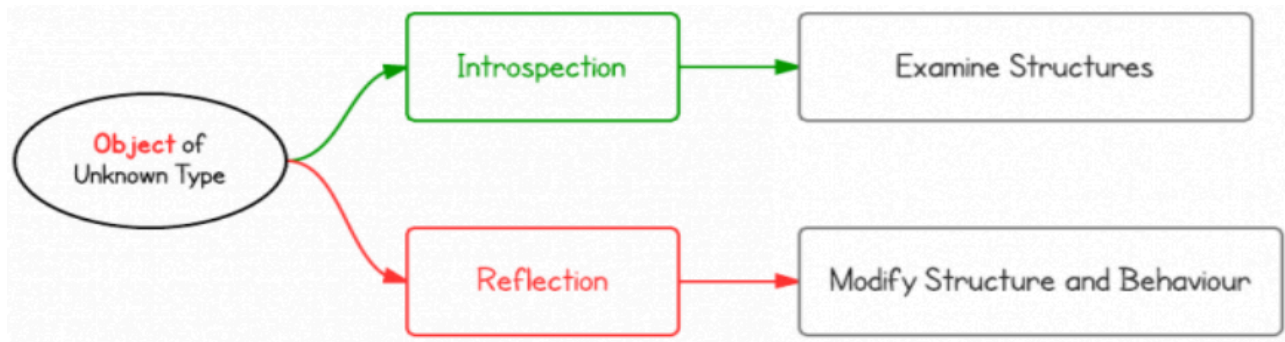 Object of
Unknown Type
Introspection
Examine Structures
Reflection
Modify Structure and Behaviour